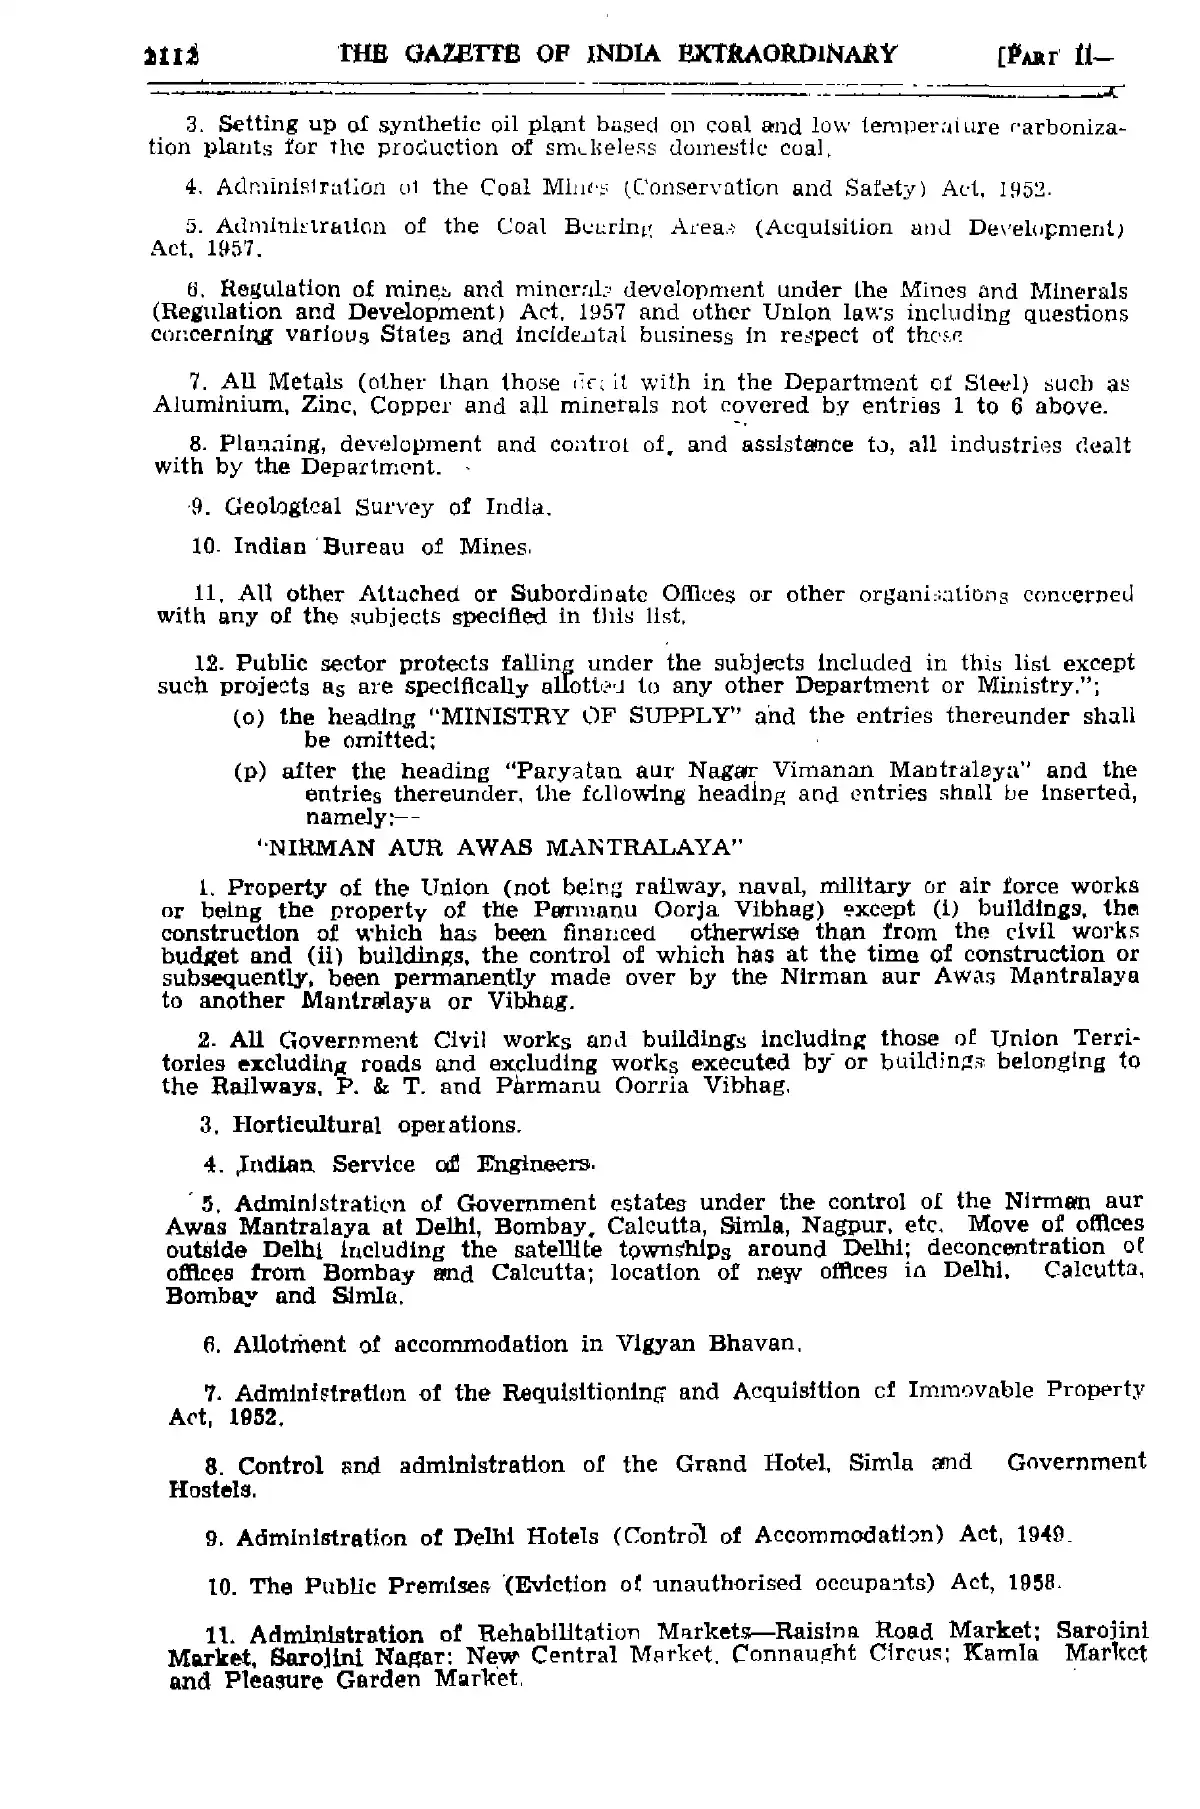 2112 THE GAZETTE OF INDIA EXTRAORDINARY [PART II—
3. Setting up of synthetic oil plant based on coal and low temperature carboniza-
tion plants for the production of smokeless domestic coal.
4. Administration of the Coal Mines (Conservation and Safety) Act, 1952.
5. Administration of the Coal Bearing Areas (Acquisition and Development)
Act, 1957.
6. Regulation of mines and minerals development under the Mines and Minerals
(Regulation and Development) Act, 1957 and other Union laws including questions
concerning various States and incidental business in respect of these
7. All Metals (other than those dealt with in the Department of Steel) such as
Aluminium, Zinc, Copper and all minerals not covered by entries 1 to 6 above.
8. Planning, development and control of, and assistance to, all industries dealt
with by the Department.
9. Geological Survey of India.
10. Indian Bureau of Mines.
11. All other Attached or Subordinate Offices or other organisations concerned
with any of the subjects specified in this list.
12. Public sector protects falling under the subjects included in this list except
such projects as are specifically allotted to any other Department or Ministry.";
(o) the heading "MINISTRY OF SUPPLY" and the entries thereunder shall
be omitted;
(p) after the heading "Paryatan aur Nagar Vimanan Mantralaya" and the
entries thereunder, the following heading and entries shall be inserted,
namely:—
"NIRMAN AUR AWAS MANTRALAYA"
1. Property of the Union (not being railway, naval, military or air force works
or being the property of the Parmanu Oorja Vibhag) except (i) buildings, the
construction of which has been financed otherwise than from the civil works
budget and (ii) buildings, the control of which has at the time of construction or
subsequently, been permanently made over by the Nirman aur Awas Mantralaya
to another Mantralaya or Vibhag.
2. All Government Civil works and buildings including those of Union Terri-
tories excluding roads and excluding works executed by or buildings belonging to
the Railways, P. & T. and Parmanu Oorria Vibhag.
3. Horticultural operations.
4. Indian Service of Engineers.
5. Administration of Government estates under the control of the Nirman aur
Awas Mantralaya at Delhi, Bombay, Calcutta, Simla, Nagpur, etc. Move of offices
outside Delhi including the satellite townships around Delhi; deconcentration of
offices from Bombay and Calcutta; location of new offices in Delhi, Calcutta,
Bombay and Simla.
6. Allotment of accommodation in Vigyan Bhavan.
7. Administration of the Requisitioning and Acquisition of Immovable Property
Act, 1952.
8. Control and administration of the Grand Hotel, Simla and Government
Hostels.
9. Administration of Delhi Hotels (Control of Accommodation) Act, 1949.
10. The Public Premises (Eviction of unauthorised occupants) Act, 1958.
11. Administration of Rehabilitation Markets—Raisina Road Market; Sarojini
Market, Sarojini Nagar; New Central Market, Connaught Circus; Kamla Market
and Pleasure Garden Market.